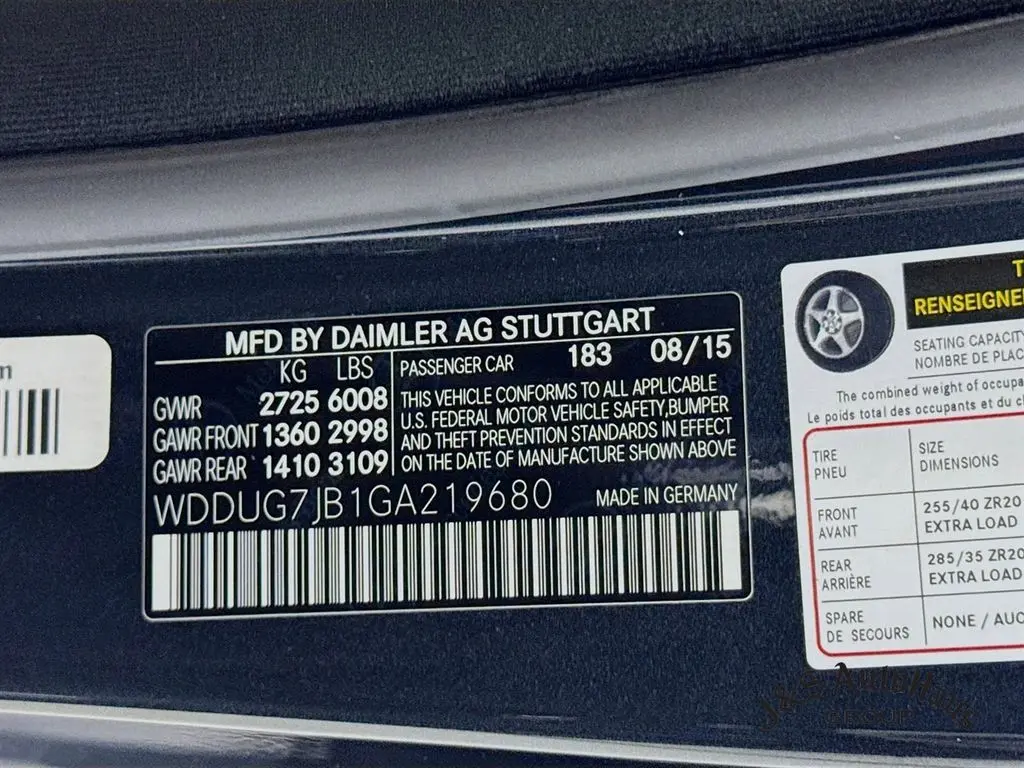 m
MFD BY DAIMLER AG STUTTGART
KG LBS
GVWR 2725 6008
GAWR FRONT 1360 2998
GAWR REAR 1410 3109
PASSENGER CAR 183 08/15
THIS VEHICLE CONFORMS TO ALL APPLICABLE
U.S. FEDERAL MOTOR VEHICLE SAFETY,BUMPER
AND THEFT PREVENTION STANDARDS IN EFFECT
ON THE DATE OF MANUFACTURE SHOWN ABOVE
WDDUG7JB1GA219680 MADE IN GERMANY
T
RENSEIGNE
SEATING CAPACITY
NOMBRE DE PLAC
The combined weight of occupa
Le poids total des occupants et du c
TIRE
PNEU
SIZE
DIMENSIONS
FRONT
AVANT
255/40 ZR20
EXTRA LOAD
REAR
ARRIÈRE
285/35 ZR20
EXTRA LOAD
SPARE
DE SECOURS
NONE / AUC
AutoHaus
GROUP